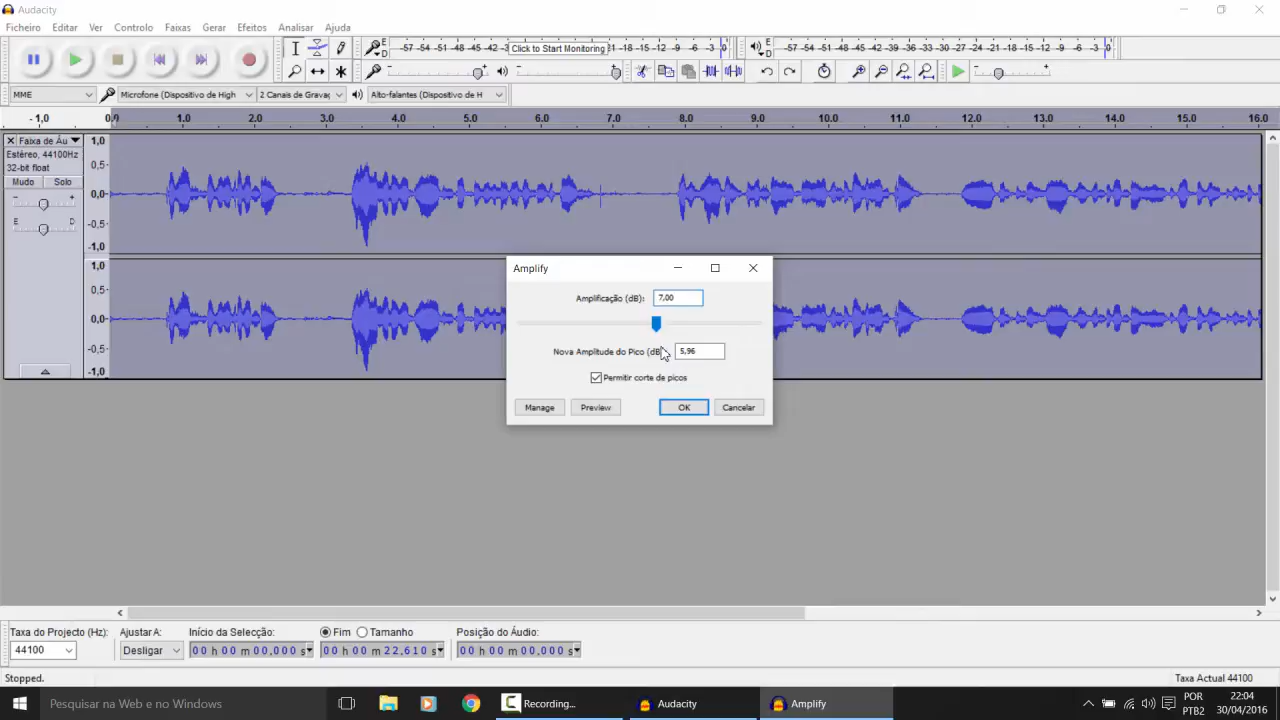 Audacity
Ficheiro Editar Ver Controlo Faixas Gerar Efeitos Analisar Ajuda
-57 -54 -51 -48 -45 -42 -3 Click to Start Monitoring 21 -18 -15 -12 -9 -6 -3 0
-57 -54 -51 -48 -45 -42 -39 -36 -33 -30 -27 -24 -21 -18 -15 -12 -9 -6 -3 0
E
D
E
D
MME Microfone (Dispositivo de High 2 Canais de Gravaç Alto-falantes (Dispositivo de H
- 1,0 0,0 1.0 2.0 3.0 4.0 5.0 6.0 7.0 8.0 9.0 10.0 11.0 12.0 13.0 14.0 15.0 16.0
Faixa de Áu
Estéreo, 44100Hz
32-bit float
Mudo Solo
- +
E D
1,0
0,5-
0,0-
-0,5-
-1,0
1,0
0,5-
0,0-
-0,5-
-1,0
Amplify
Amplificação (dB): 7,00
Nova Amplitude do Pico (dB 5,96
Permitir corte de picos
Manage Preview OK Cancelar
Taxa do Projecto (Hz): Ajustar A: Início da Selecção: Fim Tamanho Posição do Áudio:
44100 Desligar 00 h 00 m 00,000 s 00 h 00 m 22,610 s 00 h 00 m 00,000 s
Stopped. Taxa Actual 44100
Pesquisar na Web e no Windows Recording... Audacity Amplify
POR
PTB2
22:04
30/04/2016